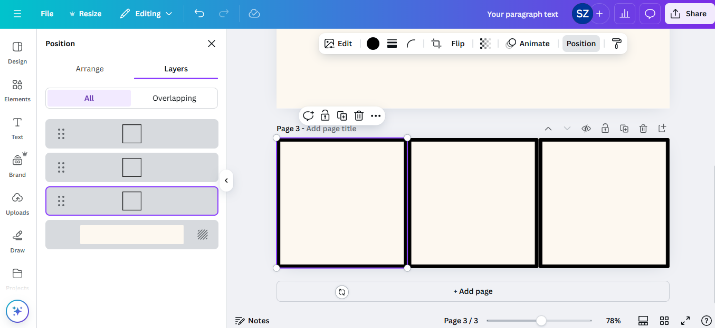 File
Resize
Editing
Your paragraph text
SZ
Share
Design
Elements
Text
Brand
Uploads
Draw
Position
Arrange
Layers
All
Overlapping
Edit
Flip
Animate
Position
Page 3 - Add page title
+ Add page
Notes
Page 3 / 3
78%